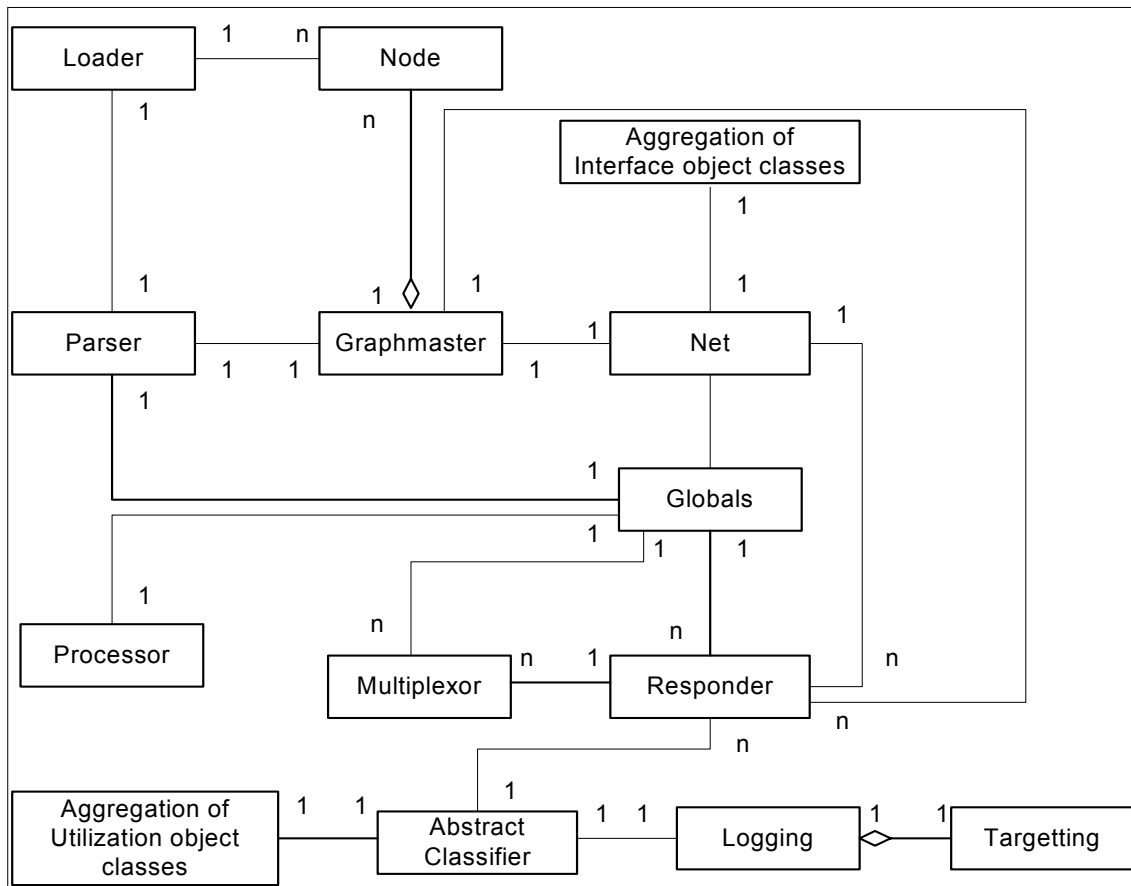 1
n
Loader
Node
1
n
Aggregation of
Interface object classes
1
1
1
1
1
1
Parser
Graphmaster
1
Net
1
1
1
1
1
Globals
1
1
1
1
n
n
Processor
n
1
n
Multiplexor
Responder
n
n
1
1
1
1
1
1
1
Aggregation of
Utilization object
classes
Abstract
Classifier
Logging
Targetting